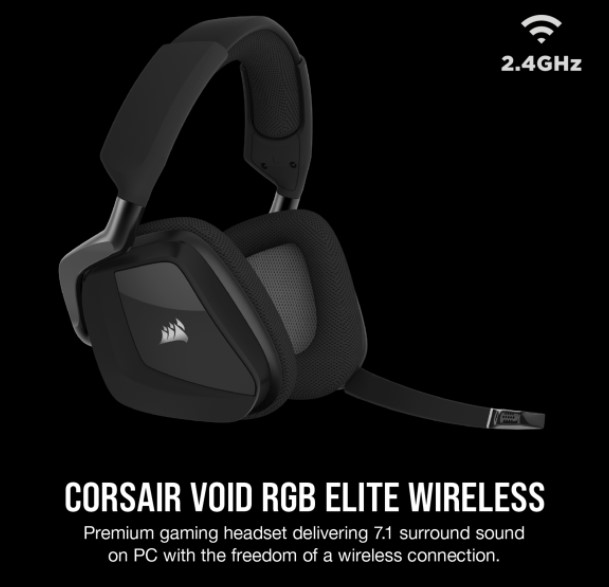 2.4GHz
CORSAIR VOID RGB ELITE WIRELESS
Premium gaming headset delivering 7.1 surround sound
on PC with the freedom of a wireless connection.